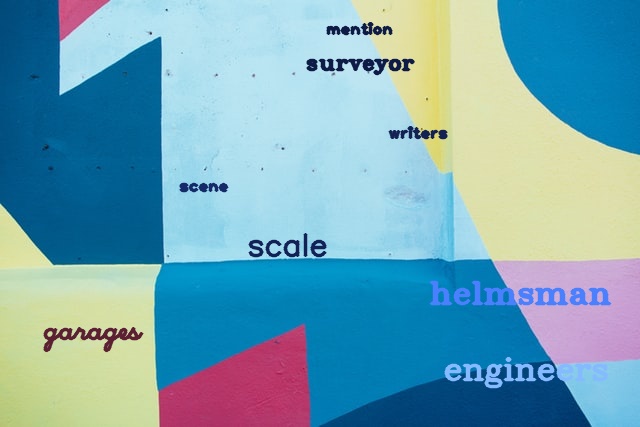 mention
surveyor
writers
scene
scale
helmsman
garages
engineers